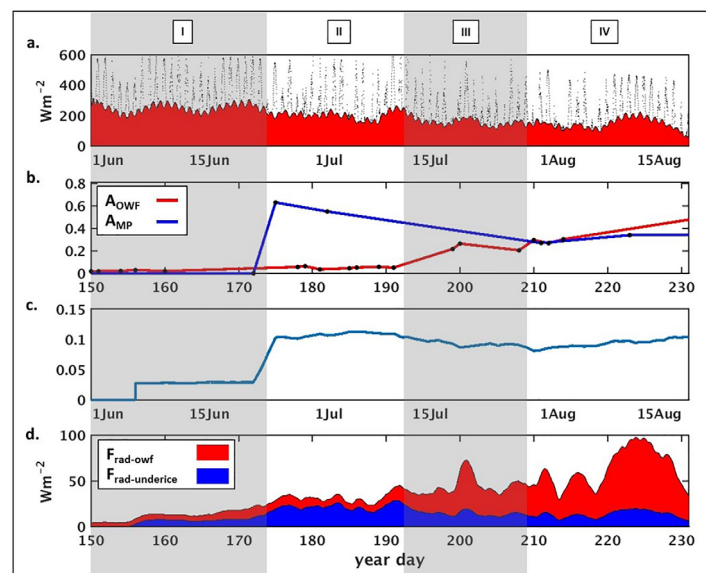 I II III IV
a.
600
400
Wm⁻²
200
0
1Jun 15Jun 1Jul 15Jul 1Aug 15Aug
b.
0.8
A_OWF
0.6
A_MP
0.4
0.2
0
150 160 170 180 190 200 210 220 230
c.
0.15
0.1
0.05
0
1Jun 15Jun 1Jul 15Jul 1Aug 15Aug
d.
100
F_rad-owf
Wm⁻²
50
F_rad-underice
0
150 160 170 180 190 200 210 220 230
year day